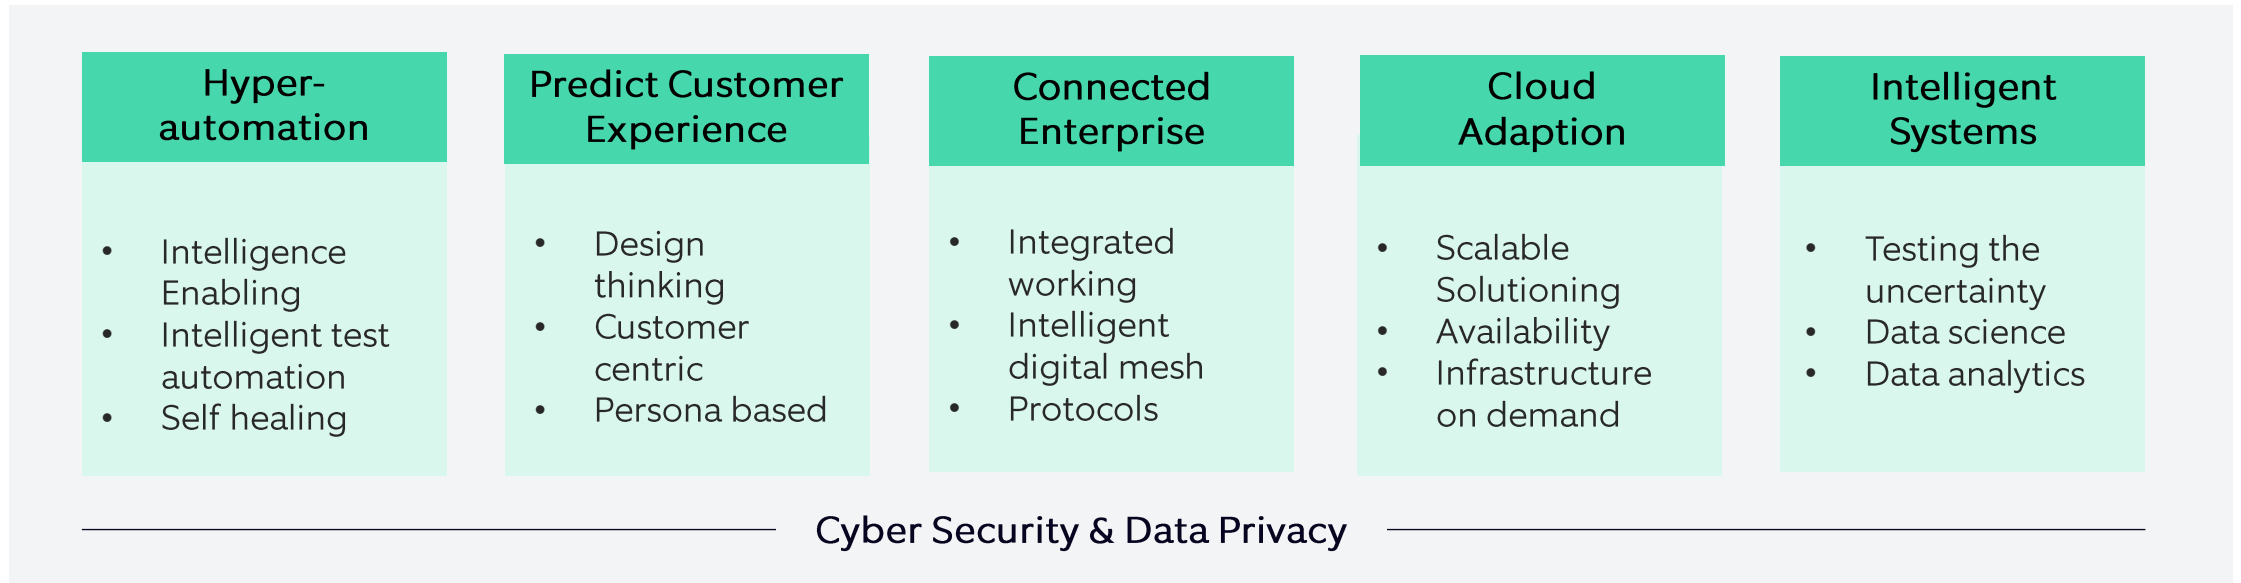 Hyper-
automation
• Intelligence
Enabling
• Intelligent test
automation
• Self healing
Predict Customer
Experience
• Design
thinking
• Customer
centric
• Persona based
Connected
Enterprise
• Integrated
working
• Intelligent
digital mesh
• Protocols
Cloud
Adaption
• Scalable
Solutioning
• Availability
• Infrastructure
on demand
Intelligent
Systems
• Testing the
uncertainty
• Data science
• Data analytics
Cyber Security & Data Privacy